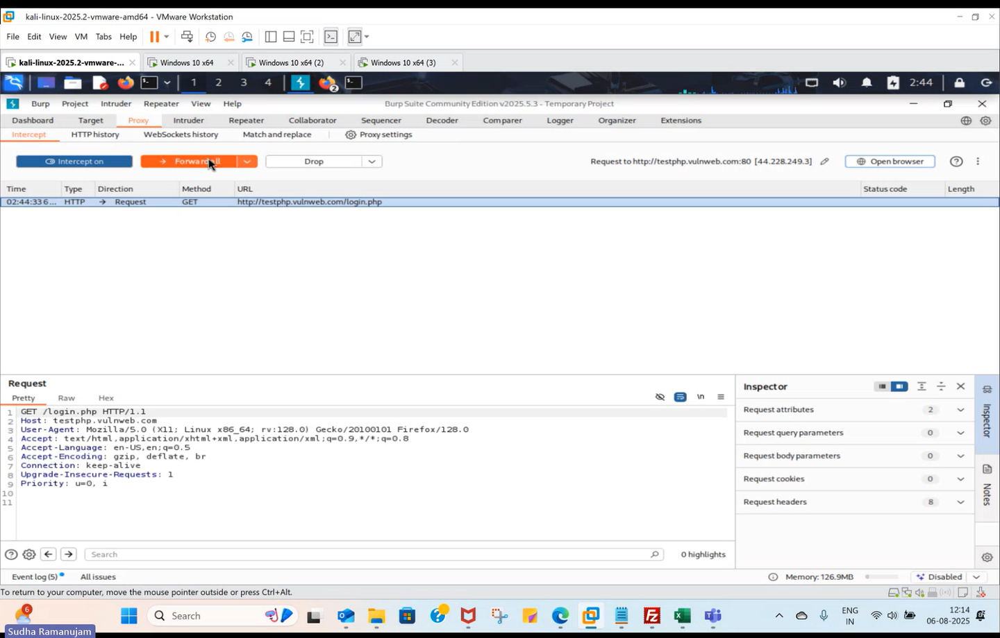 kali-linux-2025.2-vmware-amd64 - VMware Workstation
File Edit View VM Tabs Help
kali-linux-2025.2-vmware-... Windows 10 x64 Windows 10 x64 (2) Windows 10 x64 (3)
1 2 3 4 2 2:44
Burp Project Intruder Repeater View Help Burp Suite Community Edition v2025.5.3 - Temporary Project
Dashboard Target Proxy Intruder Repeater Collaborator Sequencer Decoder Comparer Logger Organizer Extensions
Intercept HTTP history WebSockets history Match and replace Proxy settings
Intercept on Forward all Drop Request to http://testphp.vulnweb.com:80 [44.228.249.3] Open browser
Time Type Direction Method URL Status code Length
02:44:33 6... HTTP → Request GET http://testphp.vulnweb.com/login.php
Request
Pretty Raw Hex \n
1 GET /login.php HTTP/1.1
2 Host: testphp.vulnweb.com
3 User-Agent: Mozilla/5.0 (X11; Linux x86_64; rv:128.0) Gecko/20100101 Firefox/128.0
4 Accept: text/html,application/xhtml+xml,application/xml;q=0.9,*/*;q=0.8
5 Accept-Language: en-US,en;q=0.5
6 Accept-Encoding: gzip, deflate, br
7 Connection: keep-alive
8 Upgrade-Insecure-Requests: 1
9 Priority: u=0, i
10
11
Inspector
Request attributes 2
Request query parameters 0
Request body parameters 0
Request cookies 0
Request headers 8
Inspector
Notes
Search 0 highlights
Event log (5) All issues Memory: 126.9MB Disabled
To return to your computer, move the mouse pointer outside or press Ctrl+Alt.
6 Search ENG IN 12:14 06-08-2025
Sudha Ramanujam